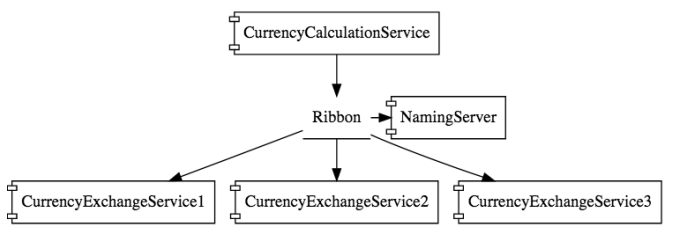 CurrencyCalculationService
Ribbon
NamingServer
CurrencyExchangeService1
CurrencyExchangeService2
CurrencyExchangeService3